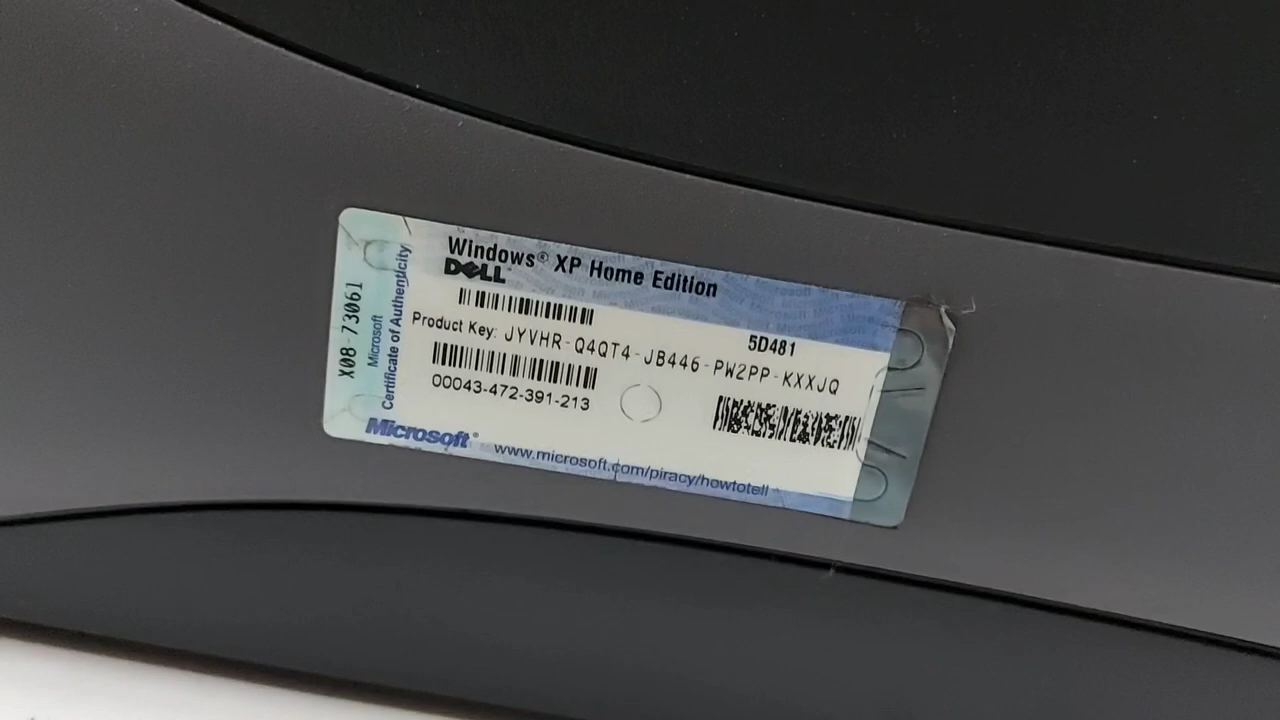 Windows® XP Home Edition
DELL™
5D481
Product Key: JYVHR-Q4QT4-JB446-PW2PP-KXXJQ
00043-472-391-213
Microsoft®
www.microsoft.com/piracy/howtotell
X08-73061
Microsoft
Certificate of Authenticity